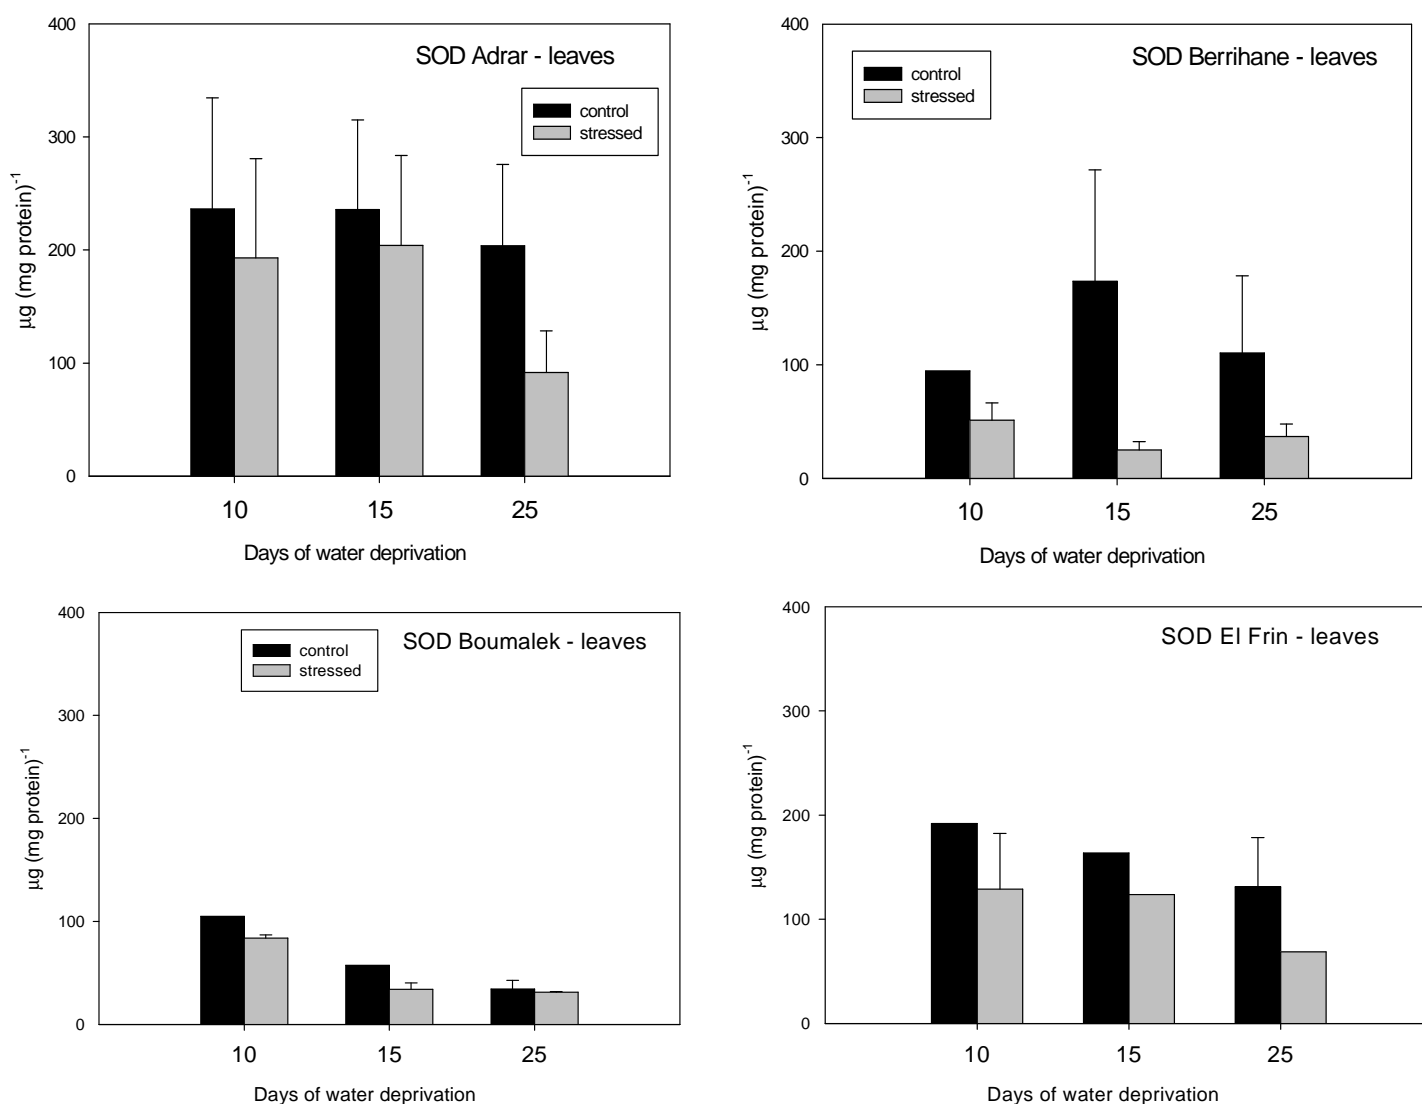 SOD Adrar - leaves
control
stressed
400
300
200
100
0
µg (mg protein)⁻¹
10 15 25
Days of water deprivation
SOD Berrihane - leaves
control
stressed
400
300
200
100
0
µg (mg protein)⁻¹
10 15 25
Days of water deprivation
SOD Boumalek - leaves
control
stressed
400
300
200
100
0
µg (mg protein)⁻¹
10 15 25
Days of water deprivation
SOD El Frin - leaves
400
300
200
100
0
µg (mg protein)⁻¹
10 15 25
Days of water deprivation